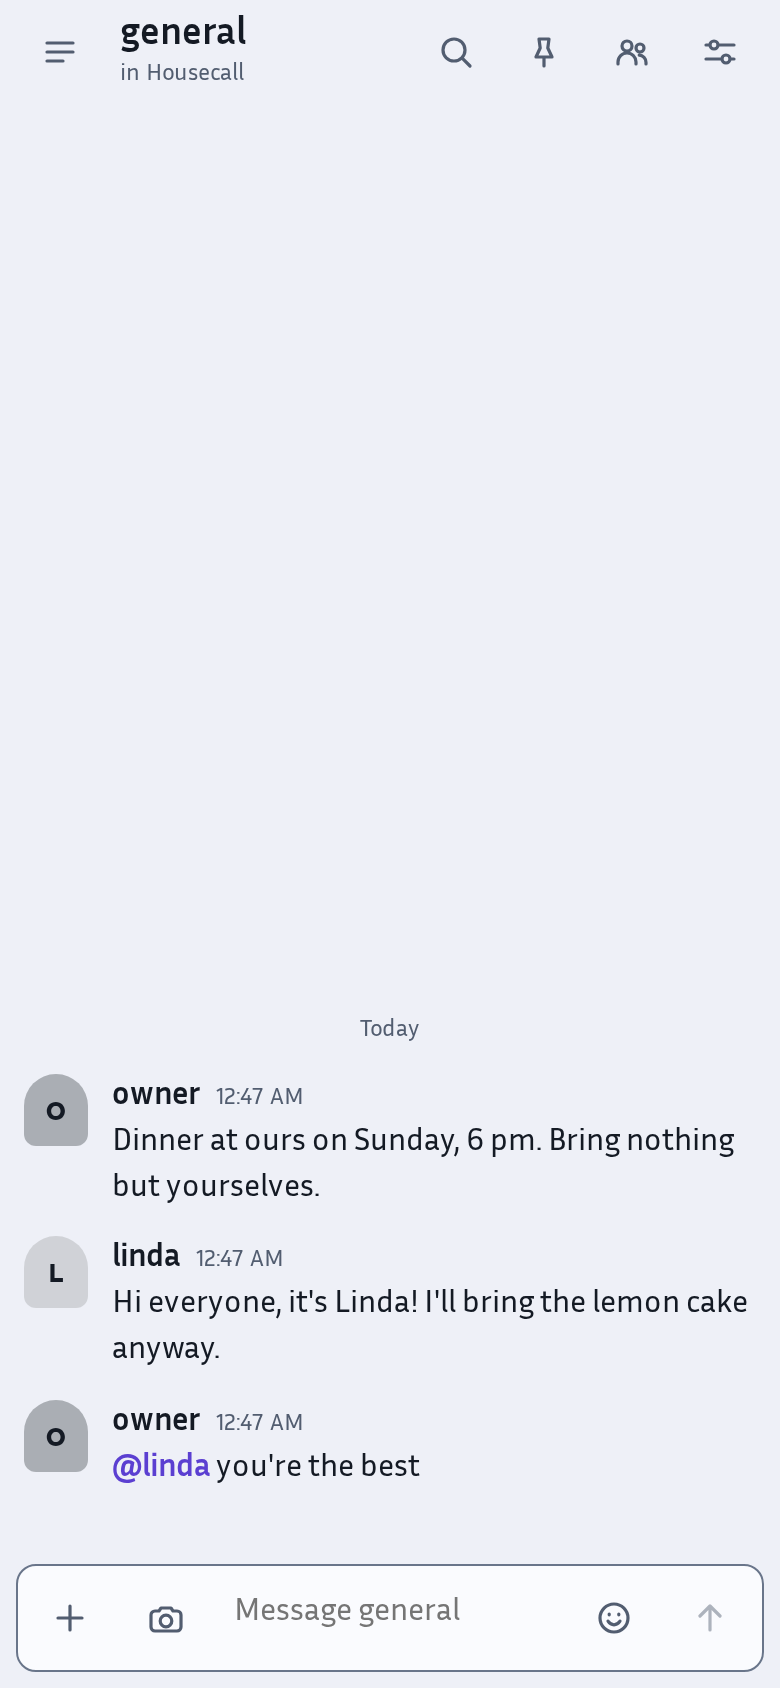 general
in Housecall
Today
O
owner 12:47 AM
Dinner at ours on Sunday, 6 pm. Bring nothing
but yourselves.
L
linda 12:47 AM
Hi everyone, it's Linda! I'll bring the lemon cake
anyway.
O
owner 12:47 AM
@linda you're the best
Message general